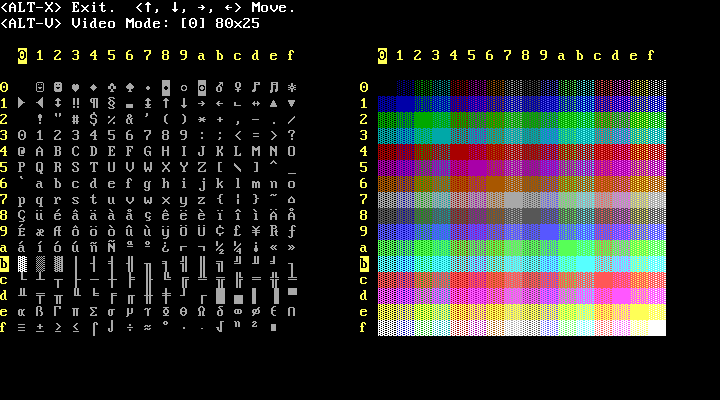 <ALT-X> Exit.  <↑, ↓, →, ←> Move.
<ALT-V> Video Mode: [0] 80x25
0 1 2 3 4 5 6 7 8 9 a b c d e f 0 1 2 3 4 5 6 7 8 9 a b c d e f
0 ☺ ☻ ♥ ♦ ♣ ♠ • ◘ ○ ◙ ♂ ♀ ♪ ♫ ☼ 0
1 ► ◄ ↕ ‼ ¶ § ▬ ↨ ↑ ↓ → ← ∟ ↔ ▲ ▼ 1
2 ! " # $ % & ' ( ) * + , - . / 2
3 0 1 2 3 4 5 6 7 8 9 : ; < = > ? 3
4 @ A B C D E F G H I J K L M N O 4
5 P Q R S T U V W X Y Z [ \ ] ^ _ 5
6 ` a b c d e f g h i j k l m n o 6
7 p q r s t u v w x y z { | } ~ ⌂ 7
8 Ç ü é â ä à å ç ê ë è ï î ì Ä Å 8
9 É æ Æ ô ö ò û ù ÿ Ö Ü ¢ £ ¥ ₧ ƒ 9
a á í ó ú ñ Ñ ª º ¿ ⌐ ¬ ½ ¼ ¡ « » a
b ░ ▒ ▓ │ ┤ ╡ ╢ ╖ ╕ ╣ ║ ╗ ╝ ╜ ╛ ┐ b
c └ ┴ ┬ ├ ─ ┼ ╞ ╟ ╚ ╔ ╩ ╦ ╠ ═ ╬ ╧ c
d ╨ ╤ ╥ ╙ ╘ ╒ ╓ ╫ ╪ ┘ ┌ █ ▄ ▌ ▐ ▀ d
e α ß Γ π Σ σ µ τ Φ Θ Ω δ ∞ φ ε ∩ e
f ≡ ± ≥ ≤ ⌠ ⌡ ÷ ≈ ° ∙ · √ ⁿ ² ■ f